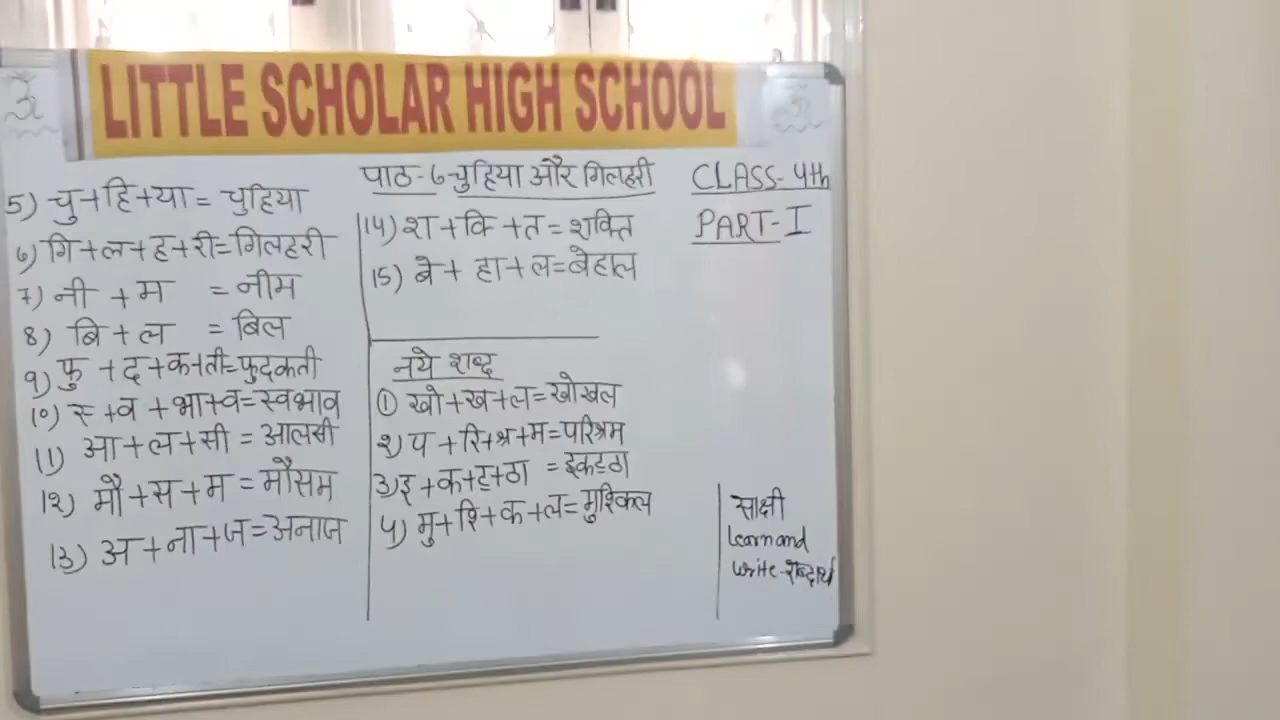 ॐ
LITTLE SCHOLAR HIGH SCHOOL
ॐ
पाठ-6 चुहिया और गिलहरी
CLASS-4th
PART-I
5) चु+हि+या = चुहिया
6) गि+ल+ह+री=गिलहरी
7) नी +म = नीम
8) बि+ल = बिल
9) फु +द+क+ती=फुदकती
10) स्+व +भा+व=स्वभाव
11) आ+ल+सी = आलसी
12) मौ+स+म = मौसम
13) अ+ना+ज=अनाज
14) श+कि +त= शक्ति
15) बे+ हा+ल=बेहाल
नये शब्द
① खो+ख+ल=खोखल
2) प +रि+श्र+म=परिश्रम
3) इ +क+ट्+ठा = इकट्ठा
4) मु+श्+कि+ल=मुश्किल
साक्षी
learn and
write-शब्दार्थ